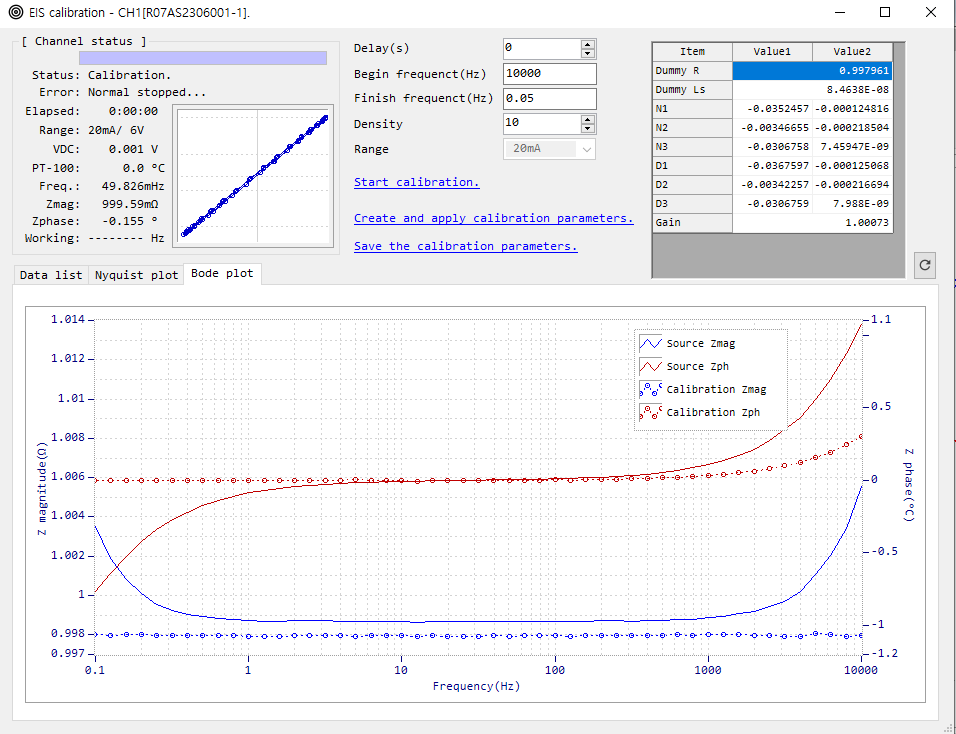 EIS calibration - CH1[R07AS2306001-1].
[ Channel status ]
Status: Calibration.
Error: Normal stopped...
Elapsed: 0:00:00
Range: 20mA/ 6V
VDC: 0.001 V
PT-100: 0.0 °C
Freq.: 49.826mHz
Zmag: 999.59mΩ
Zphase: -0.155 °
Working: -------- Hz
Delay(s) 0
Begin frequenct(Hz) 10000
Finish frequenct(Hz) 0.05
Density 10
Range 20mA
Start calibration.
Create and apply calibration parameters.
Save the calibration parameters.
Item Value1 Value2
Dummy R 0.997961
Dummy Ls 8.4638E-08
N1 -0.0352457 -0.000124816
N2 -0.00346655 -0.000218504
N3 -0.0306758 7.45947E-09
D1 -0.0367597 -0.000125068
D2 -0.00342257 -0.000216694
D3 -0.0306759 7.988E-09
Gain 1.00073
Data list Nyquist plot Bode plot
Source Zmag
Source Zph
Calibration Zmag
Calibration Zph
1.014
1.012
1.01
1.008
1.006
1.004
1.002
1
0.998
0.997
Z magnitude(Ω)
1.1
0.5
0
-0.5
-1
-1.2
Z phase(°C)
0.1 1 10 100 1000 10000
Frequency(Hz)